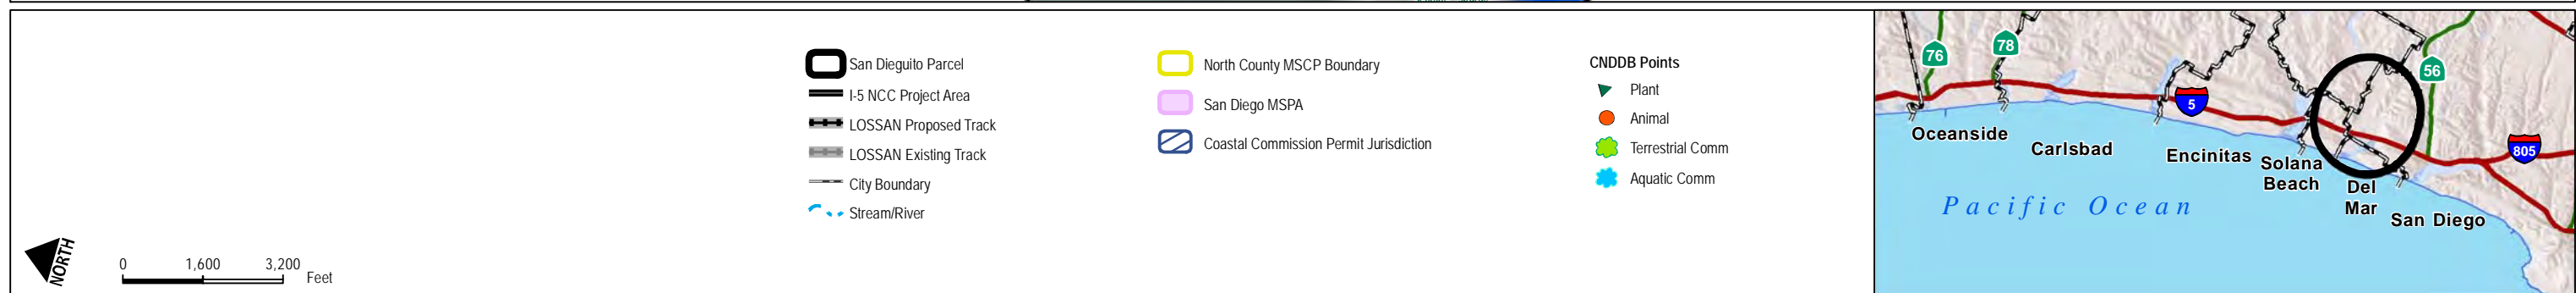 San Dieguito Parcel
I-5 NCC Project Area
LOSSAN Proposed Track
LOSSAN Existing Track
City Boundary
Stream/River
North County MSCP Boundary
San Diego MSPA
Coastal Commission Permit Jurisdiction
CNDDB Points
Plant
Animal
Terrestrial Comm
Aquatic Comm
NORTH
0 1,600 3,200
Feet
76
78
56
5
805
Oceanside
Carlsbad
Encinitas
Solana
Beach
Del
Mar
San Diego
Pacific Ocean